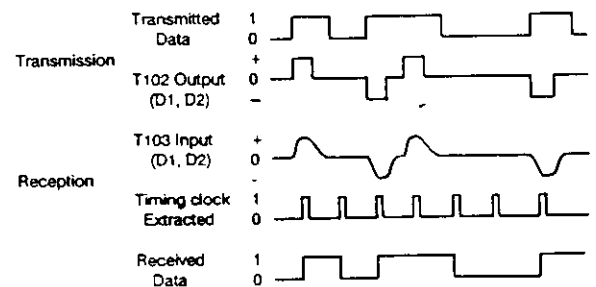 Transmitted 1
Data 0
Transmission
+
T102 Output 0
(D1, D2) –
T103 Input +
(D1, D2) 0
-
Reception
Timing clock 1
Extracted 0
Received 1
Data 0